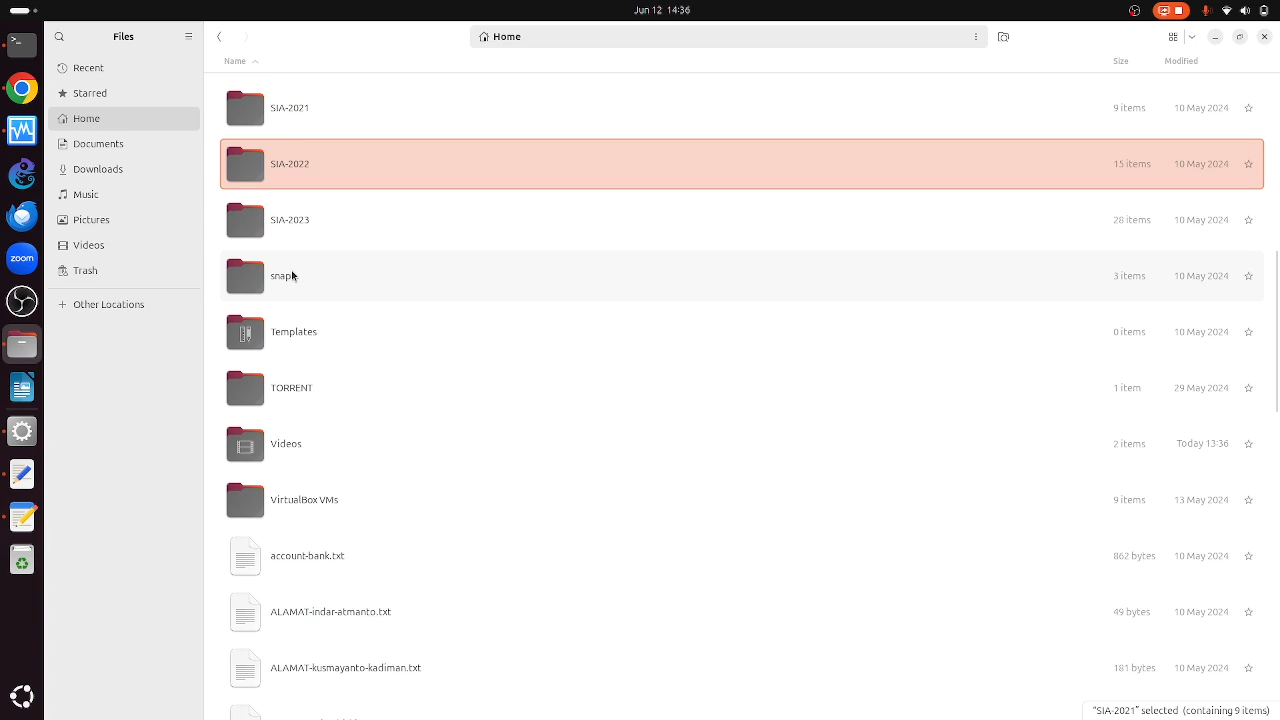 Jun 12 14:36
Files
Home
Name
Size
Modified
Recent
Starred
Home
Documents
Downloads
Music
Pictures
Videos
Trash
Other Locations
zoom
SIA-2021 9 items 10 May 2024
SIA-2022 15 items 10 May 2024
SIA-2023 28 items 10 May 2024
snap 3 items 10 May 2024
Templates 0 items 10 May 2024
TORRENT 1 item 29 May 2024
Videos 2 items Today 13:36
VirtualBox VMs 9 items 13 May 2024
account-bank.txt 862 bytes 10 May 2024
ALAMAT-indar-atmanto.txt 49 bytes 10 May 2024
ALAMAT-kusmayanto-kadiman.txt 181 bytes 10 May 2024
"SIA-2021" selected (containing 9 items)